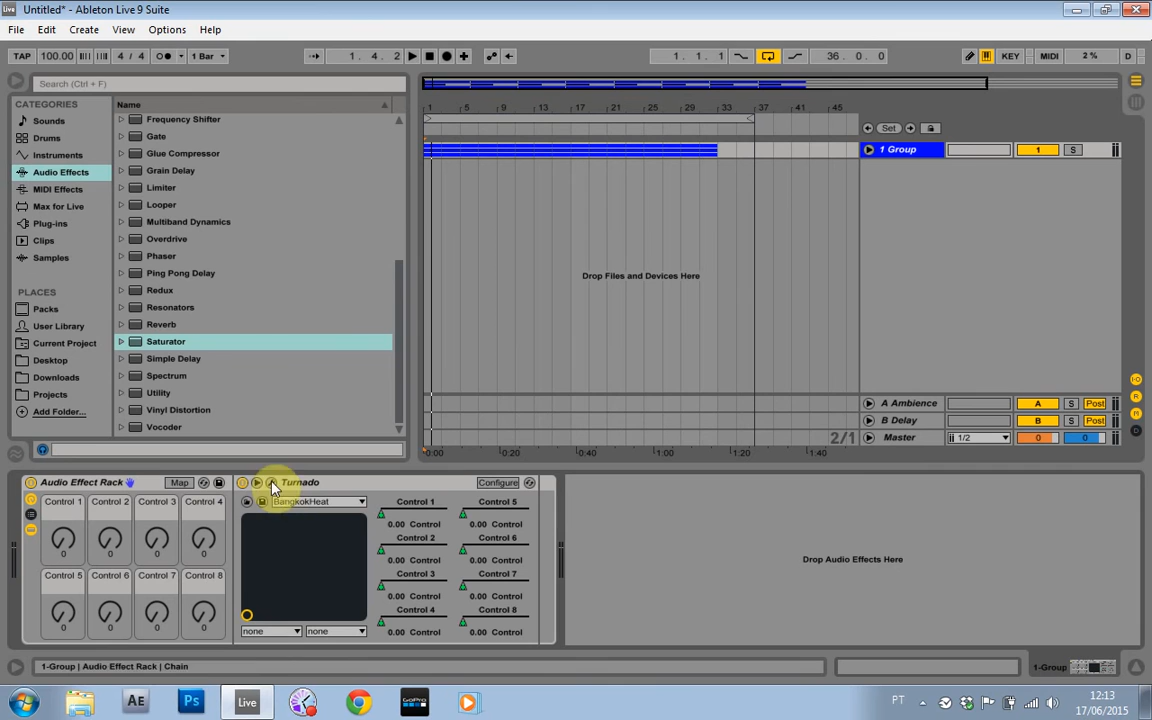 Untitled* - Ableton Live 9 Suite
File Edit Create View Options Help
TAP 100.00 4 / 4 1 Bar 1. 4. 2 1. 1. 1 36. 0. 0 KEY MIDI 2 % D
Search (Ctrl + F)
CATEGORIES
Sounds
Drums
Instruments
Audio Effects
MIDI Effects
Max for Live
Plug-ins
Clips
Samples
PLACES
Packs
User Library
Current Project
Desktop
Downloads
Projects
Add Folder...
Name
Frequency Shifter
Gate
Glue Compressor
Grain Delay
Limiter
Looper
Multiband Dynamics
Overdrive
Phaser
Ping Pong Delay
Redux
Resonators
Reverb
Saturator
Simple Delay
Spectrum
Utility
Vinyl Distortion
Vocoder
1 5 9 13 17 21 25 29 33 37 41 45
Set
1 Group 1 S
Drop Files and Devices Here
A Ambience A S Post
B Delay B S Post
2/1 Master 1/2 0 0
0:00 0:20 0:40 1:00 1:20 1:40
Audio Effect Rack Map
Control 1 Control 2 Control 3 Control 4
0 0 0 0
Control 5 Control 6 Control 7 Control 8
0 0 0 0
Turnado Configure
BangkokHeat
none none
Control 1 Control 5
0.00 Control 0.00 Control
Control 2 Control 6
0.00 Control 0.00 Control
Control 3 Control 7
0.00 Control 0.00 Control
Control 4 Control 8
0.00 Control 0.00 Control
Drop Audio Effects Here
1-Group | Audio Effect Rack | Chain
1-Group
Ae Ps Live GoPro
PT
12:13
17/06/2015